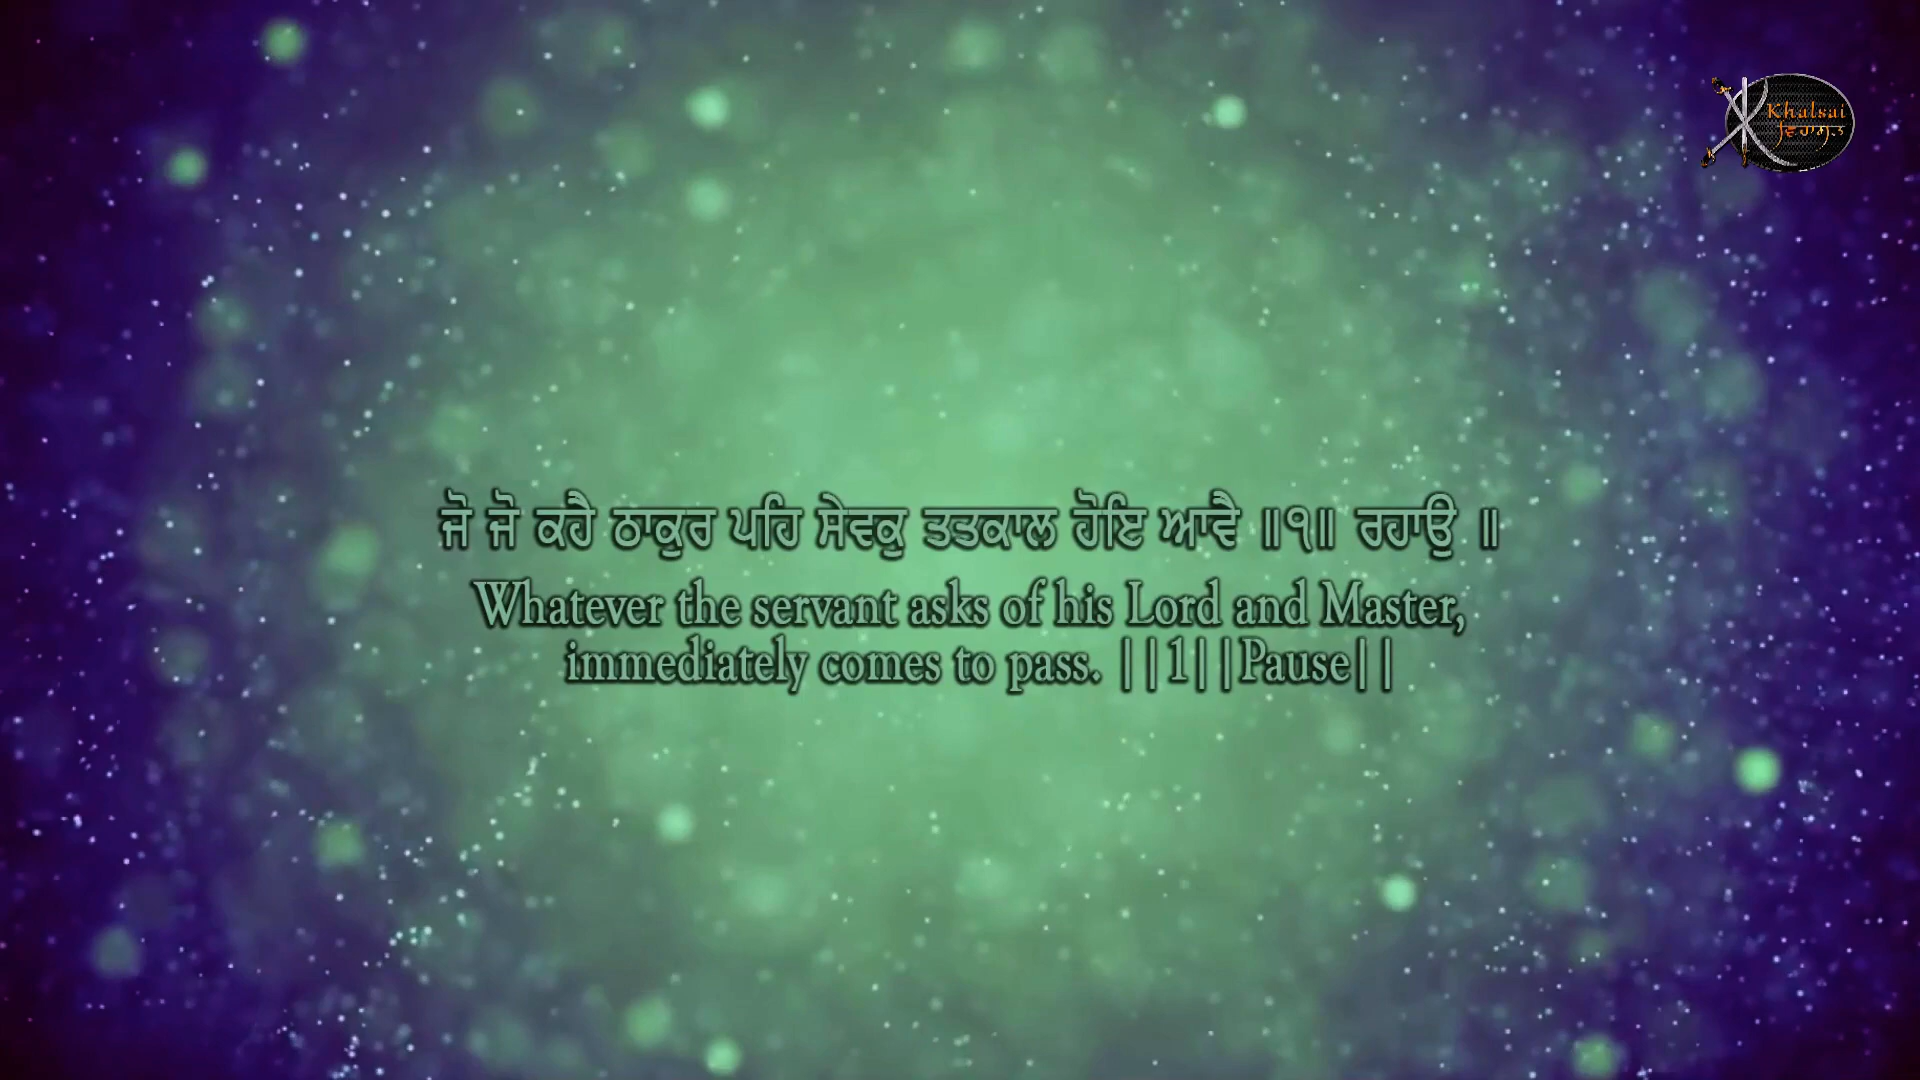 Khalsai
ਵਿਰਾਸਤ
ਜੋ ਜੋ ਕਹੈ ਠਾਕੁਰ ਪਹਿ ਸੇਵਕੁ ਤਤਕਾਲ ਹੋਇ ਆਵੈ ॥੧॥ ਰਹਾਉ ॥
Whatever the servant asks of his Lord and Master,
immediately comes to pass. ||1||Pause||